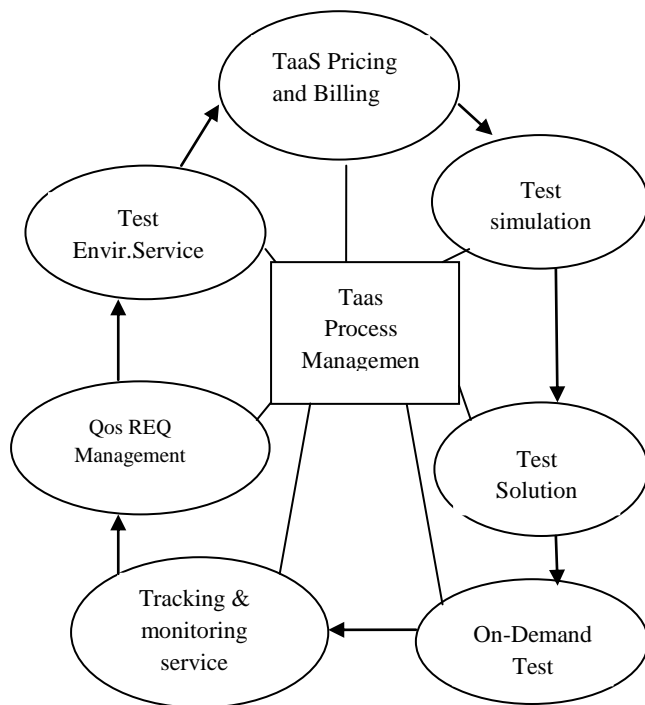 TaaS Pricing
and Billing
Test
simulation
Test
Envir.Service
Taas
Process
Managemen
Qos REQ
Management
Test
Solution
Tracking &
monitoring
service
On-Demand
Test